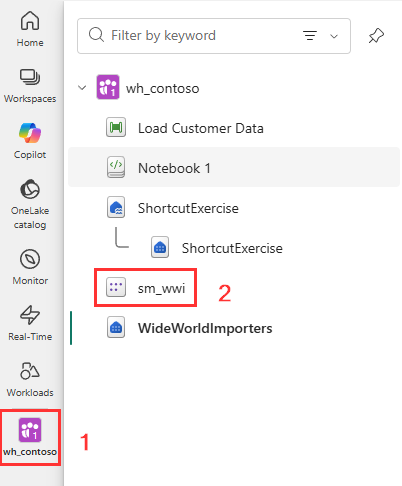 Home
Workspaces
Copilot
OneLake
catalog
Monitor
Real-Time
Workloads
wh_contoso
1
Filter by keyword
wh_contoso
Load Customer Data
Notebook 1
ShortcutExercise
ShortcutExercise
sm_wwi
2
WideWorldImporters